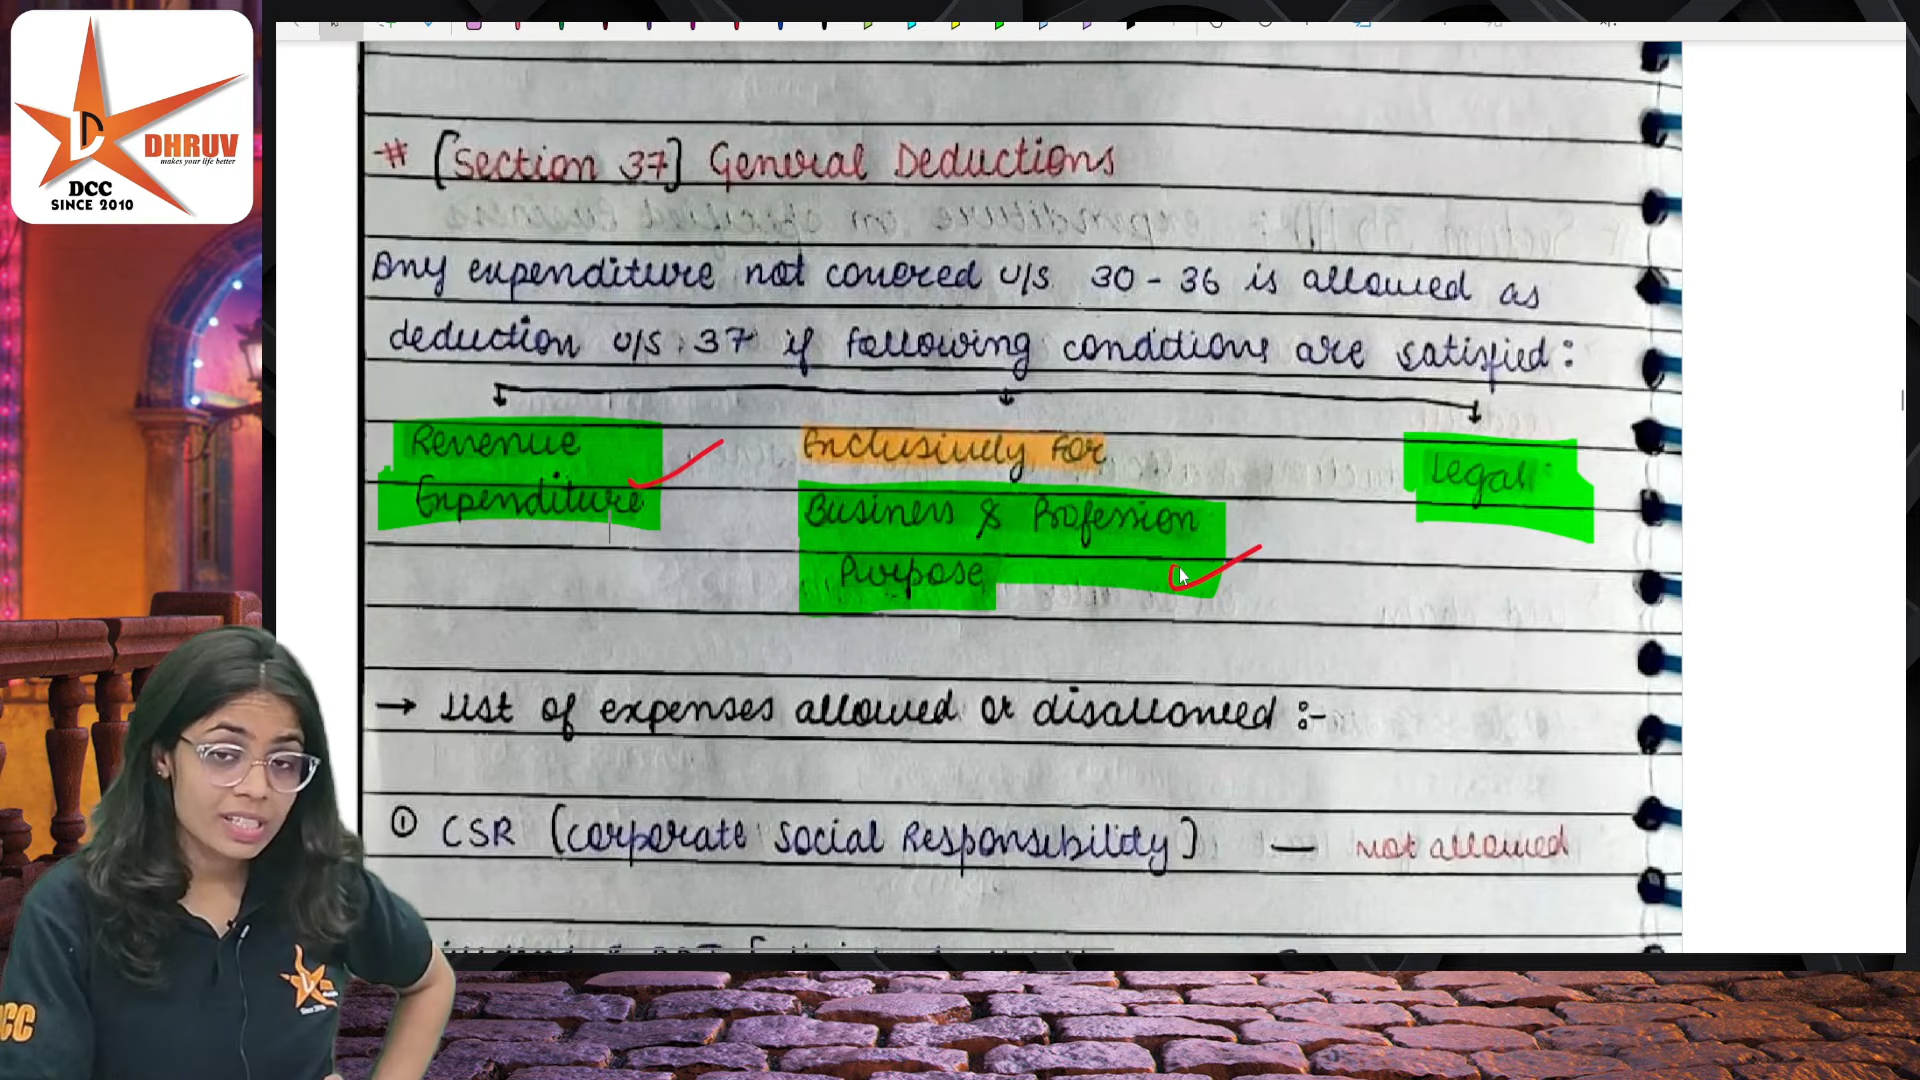 DHRUV
makes your life better
DCC
SINCE 2010
# [Section 37] General Deductions
Any expenditure not covered u/s 30 - 36 is allowed as
deduction u/s. 37 if following conditions are satisfied :
Revenue
Expenditure
Exclusively For
Business & Profession
Purpose
Legal
→ List of expenses allowed or disallowed :-
① CSR (Corporate Social Responsibility) — Not allowed
DCC